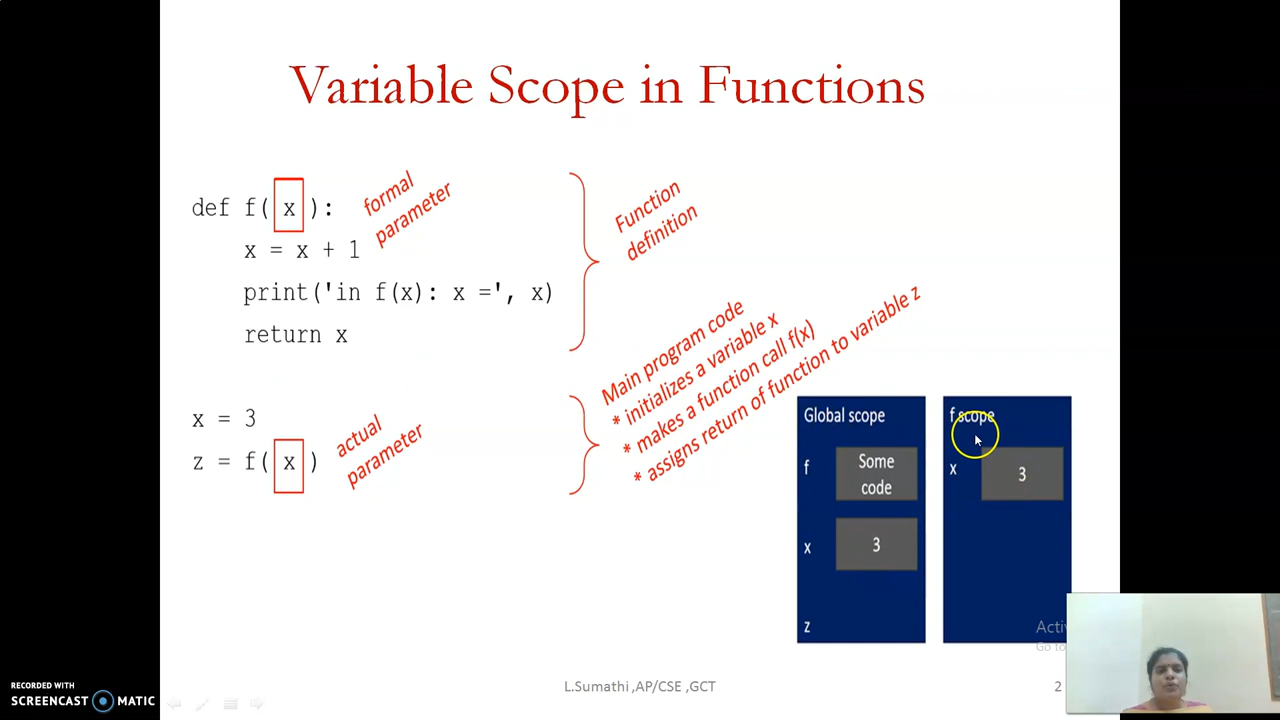 Variable Scope in Functions
def f( x ):
x = x + 1
print('in f(x): x =', x)
return x
formal
parameter
Function
definition
x = 3
z = f( x )
actual
parameter
Main program code
* initializes a variable x
* makes a function call f(x)
* assigns return of function to variable z
Global scope
f
Some
code
x
3
z
f scope
x
3
Activ
Go to
L.Sumathi ,AP/CSE ,GCT
2
RECORDED WITH
SCREENCAST MATIC